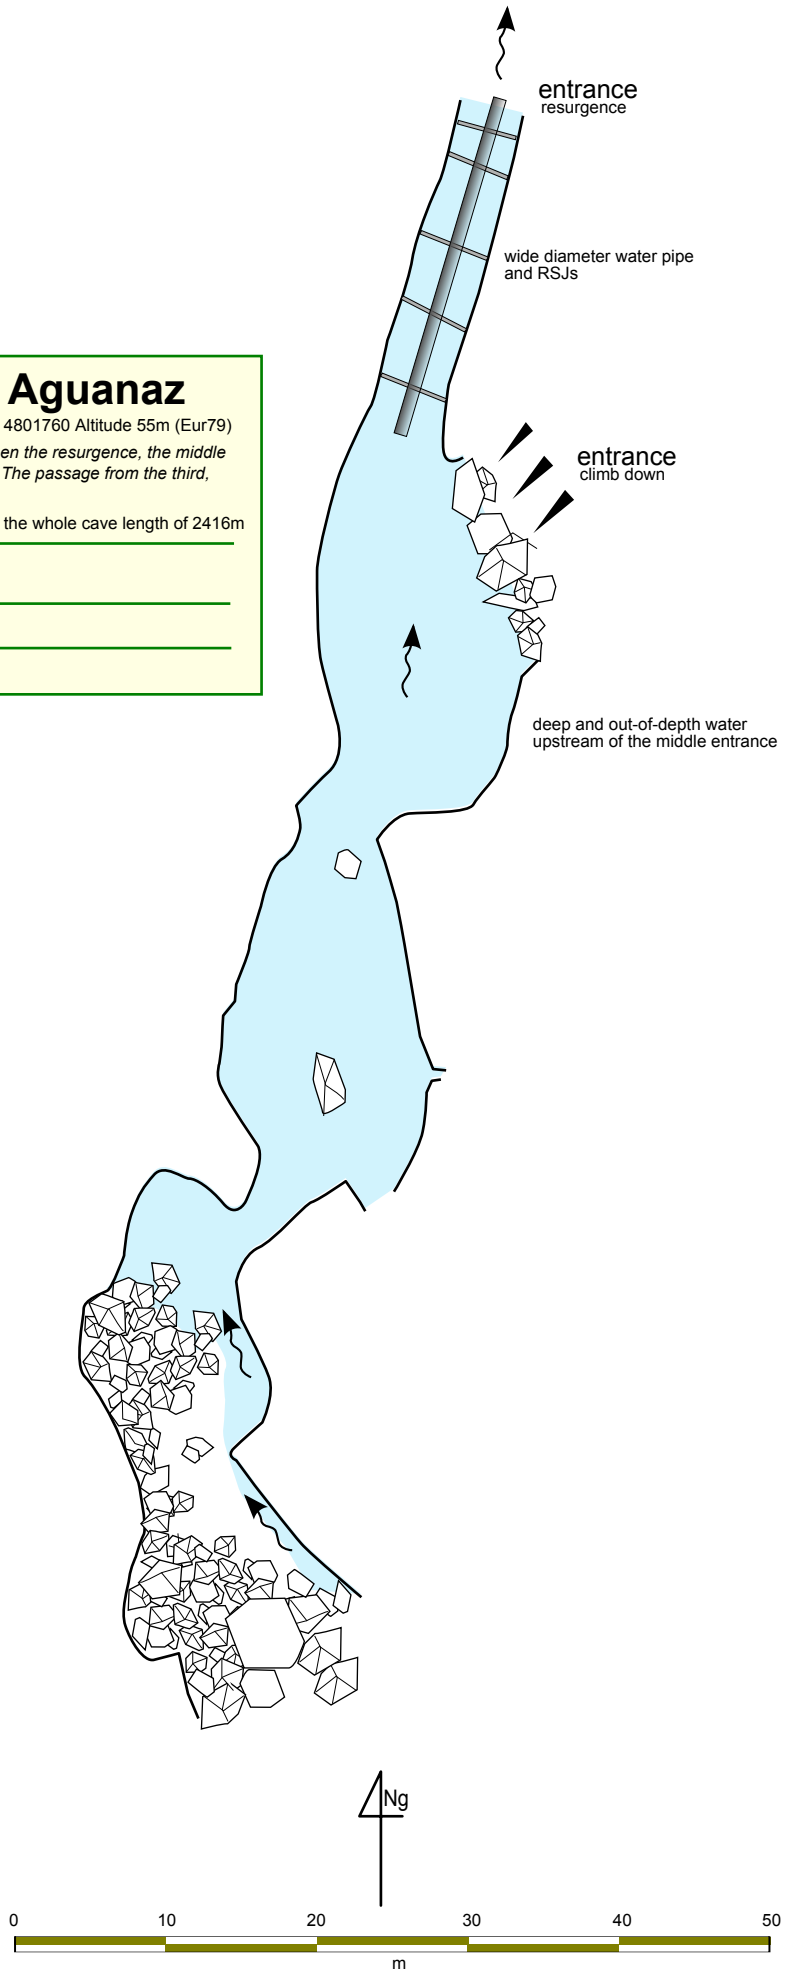 entrance
resurgence
wide diameter water pipe
and RSJs
Aguanaz
4801760 Altitude 55m (Eur79)
en the resurgence, the middle
The passage from the third,
the whole cave length of 2416m
entrance
climb down
deep and out-of-depth water
upstream of the middle entrance
Ng
0 10 20 30 40 50
m